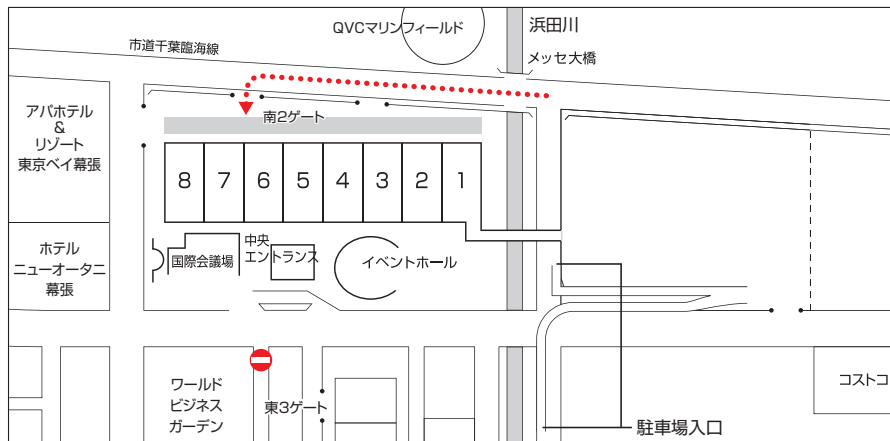 QVCマリンフィールド
浜田川
市道千葉臨海線
メッセ大橋
アパホテル
&
リゾート
東京ベイ幕張
南2ゲート
8
7
6
5
4
3
2
1
ホテル
ニューオータニ
幕張
国際会議場
中央
エントランス
イベントホール
ワールド
ビジネス
ガーデン
東3ゲート
コストコ
駐車場入口